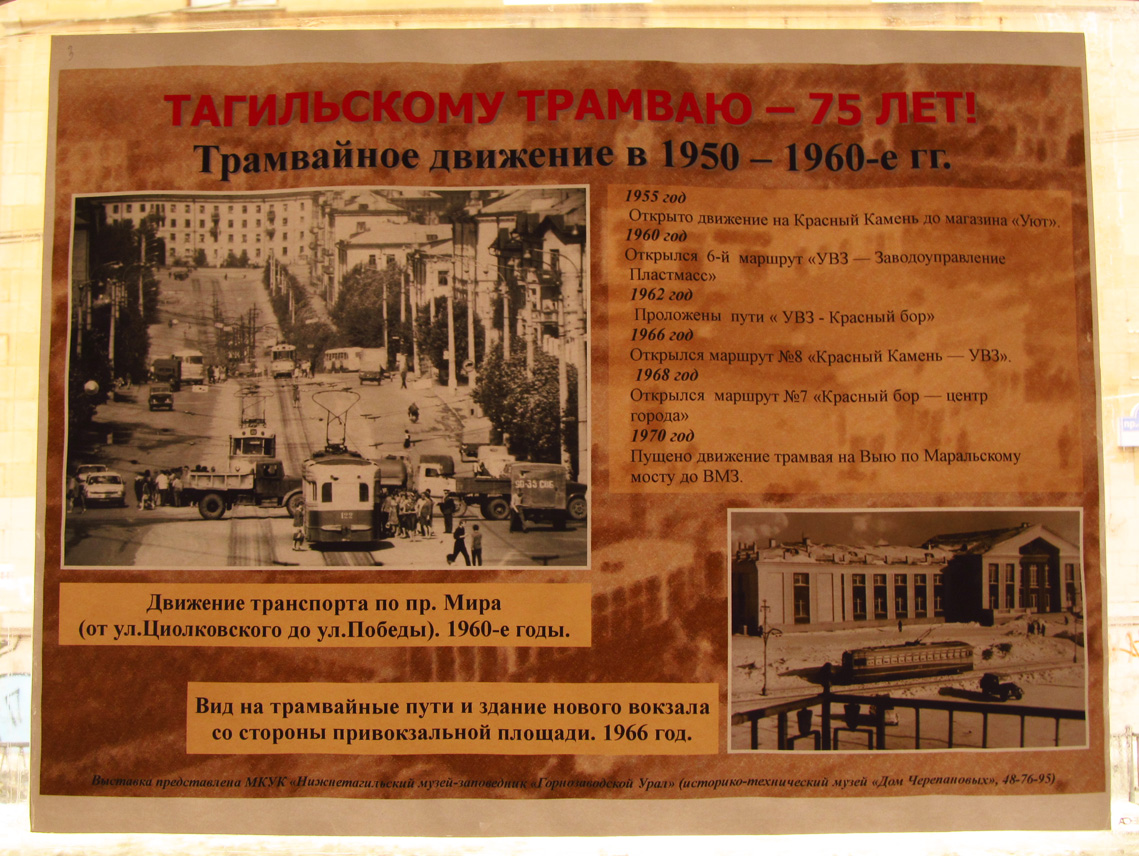 ТАГИЛЬСКОМУ ТРАМВАЮ – 75 ЛЕТ!
Трамвайное движение в 1950 – 1960-е гг.
1955 год
Открыто движение на Красный Камень до магазина «Уют».
1960 год
Открылся 6-й маршрут «УВЗ — Заводоуправление
Пластмасс»
1962 год
Проложены пути « УВЗ - Красный бор»
1966 год
Открылся маршрут №8 «Красный Камень — УВЗ».
1968 год
Открылся маршрут №7 «Красный бор — центр
города»
1970 год
Пущено движение трамвая на Выю по Маральскому
мосту до ВМЗ.
122
Движение транспорта по пр. Мира
(от ул.Циолковского до ул.Победы). 1960-е годы.
Вид на трамвайные пути и здание нового вокзала
со стороны привокзальной площади. 1966 год.
Выставка представлена МКУК «Нижнетагильский музей-заповедник «Горнозаводской Урал» (историко-технический музей «Дом Черепановых», 48-76-95)